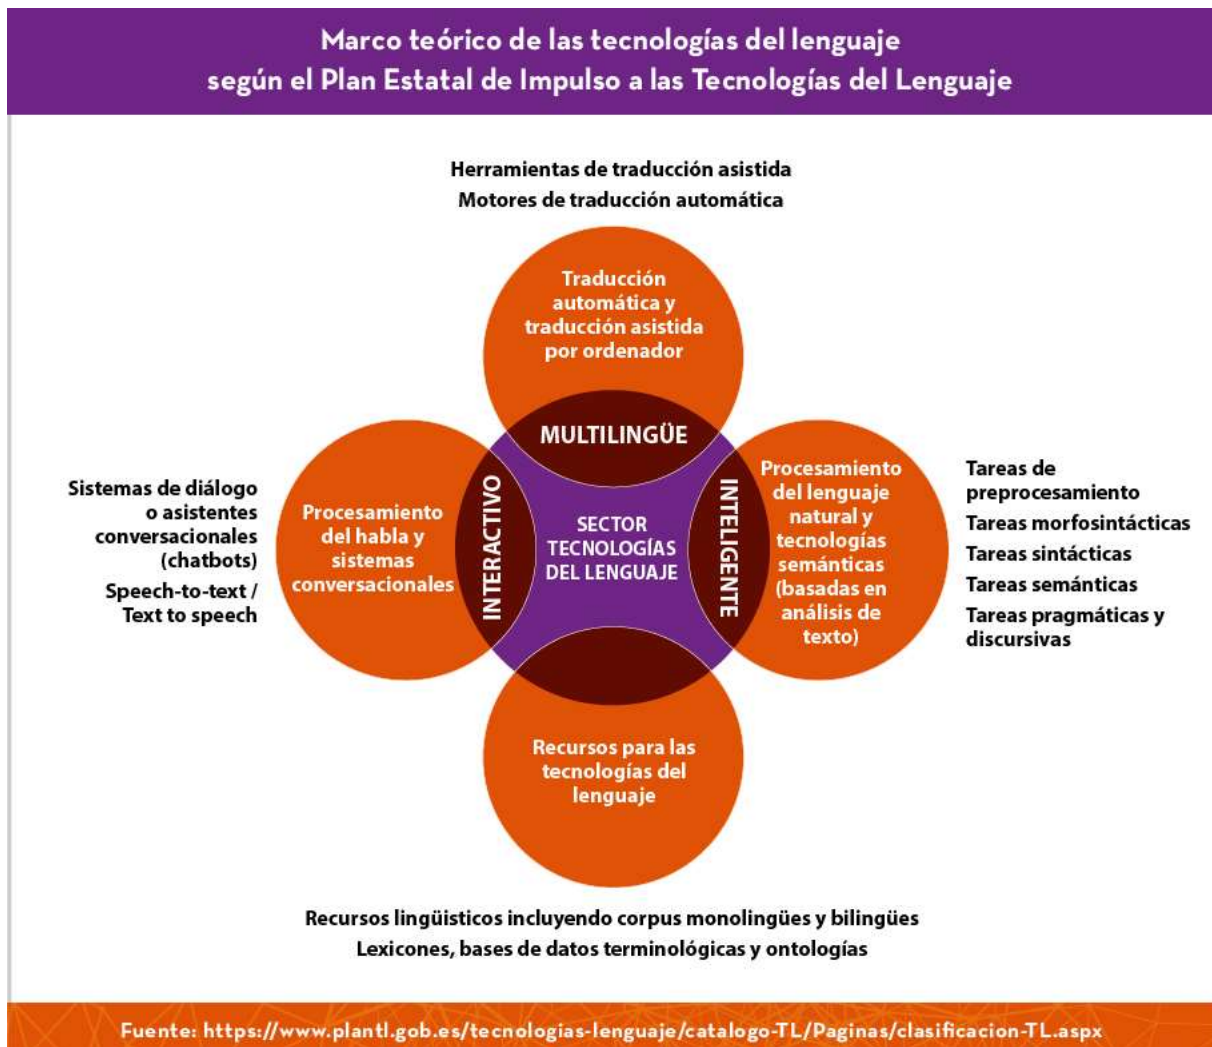 Marco teórico de las tecnologías del lenguaje
según el Plan Estatal de Impulso a las Tecnologías del Lenguaje
Herramientas de traducción asistida
Motores de traducción automática
Traducción
automática y
traducción asistida
por ordenador
MULTILINGÜE
Sistemas de diálogo
o asistentes
conversacionales
(chatbots)
Speech-to-text /
Text to speech
Procesamiento
del habla y
sistemas
conversacionales
INTERACTIVO
SECTOR
TECNOLOGÍAS
DEL LENGUAJE
INTELIGENTE
Procesamiento
del lenguaje
natural y
tecnologías
semánticas
(basadas en
análisis de
texto)
Tareas de
preprocesamiento
Tareas morfosintácticas
Tareas sintácticas
Tareas semánticas
Tareas pragmáticas y
discursivas
Recursos para las
tecnologías del
lenguaje
Recursos lingüisticos incluyendo corpus monolingües y bilingües
Lexicones, bases de datos terminológicas y ontologías
Fuente: https://www.plantl.gob.es/tecnologias-lenguaje/catalogo-TL/Paginas/clasificacion-TL.aspx